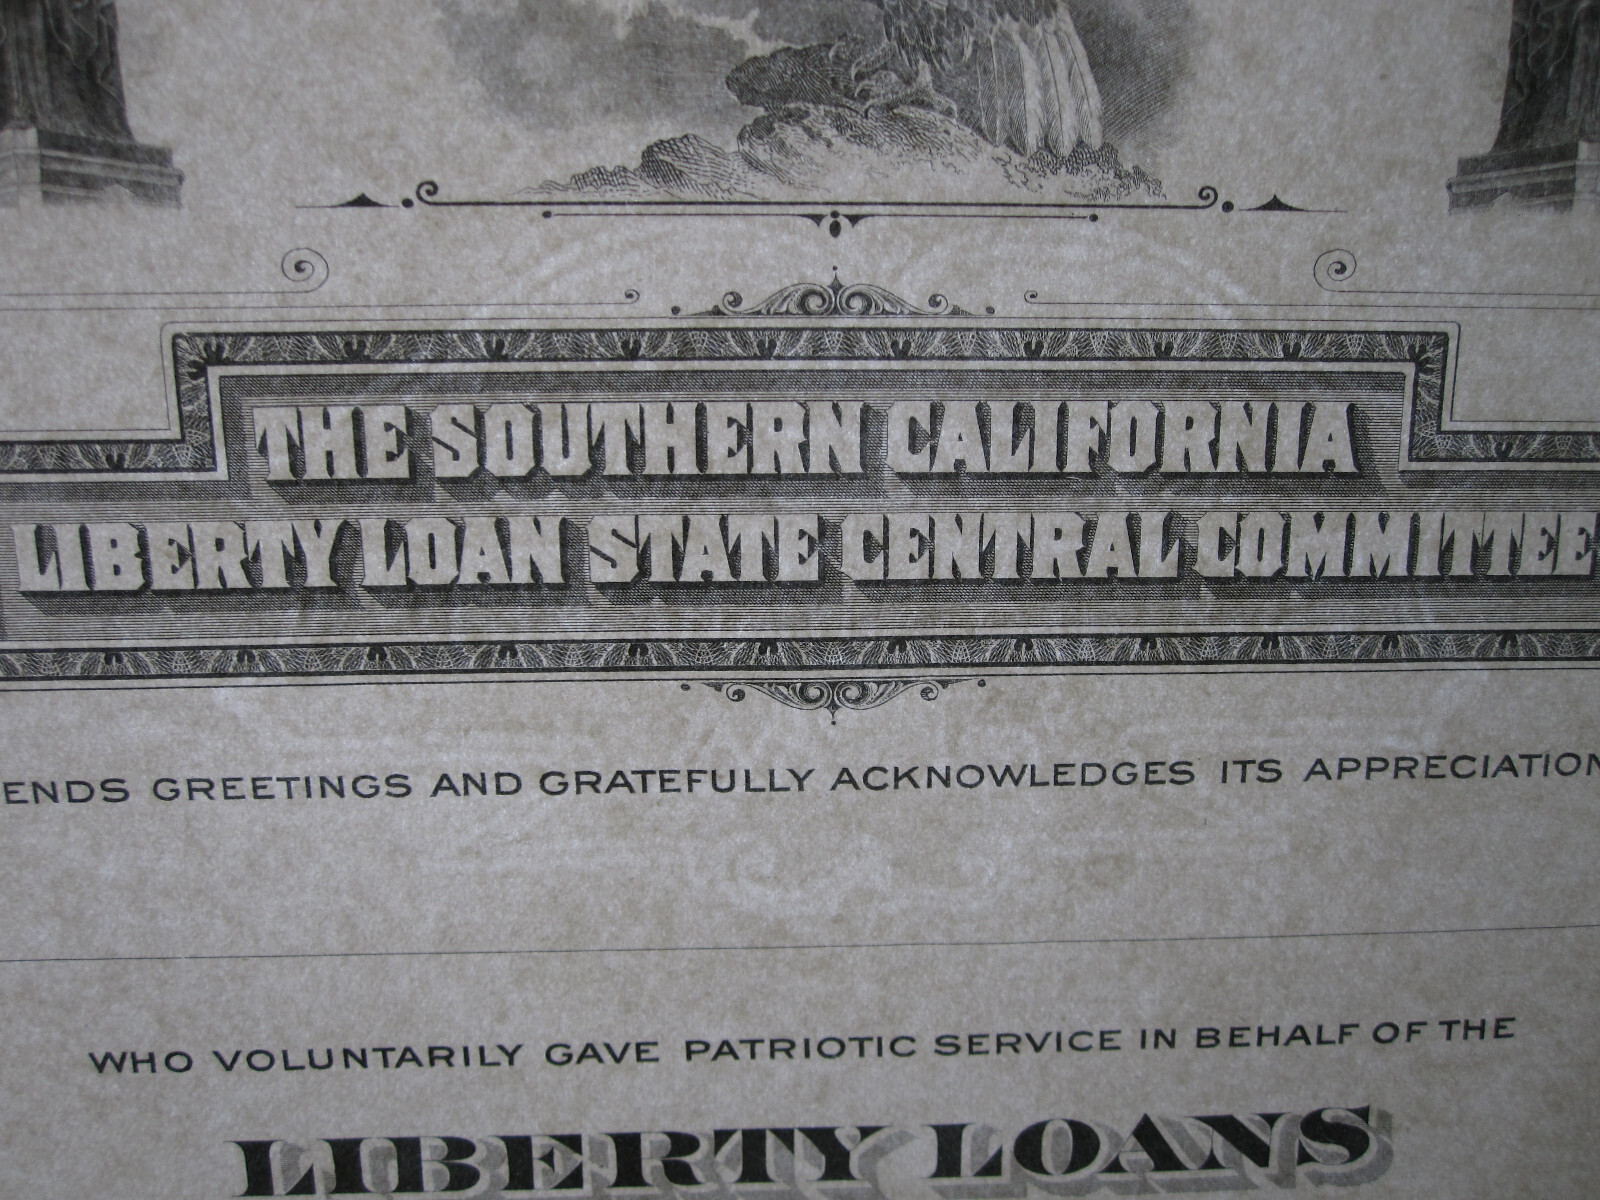 THE SOUTHERN CALIFORNIA
LIBERTY LOAN STATE CENTRAL COMMITTEE
ENDS GREETINGS AND GRATEFULLY ACKNOWLEDGES ITS APPRECIATION
WHO VOLUNTARILY GAVE PATRIOTIC SERVICE IN BEHALF OF THE
LIBERTY LOANS